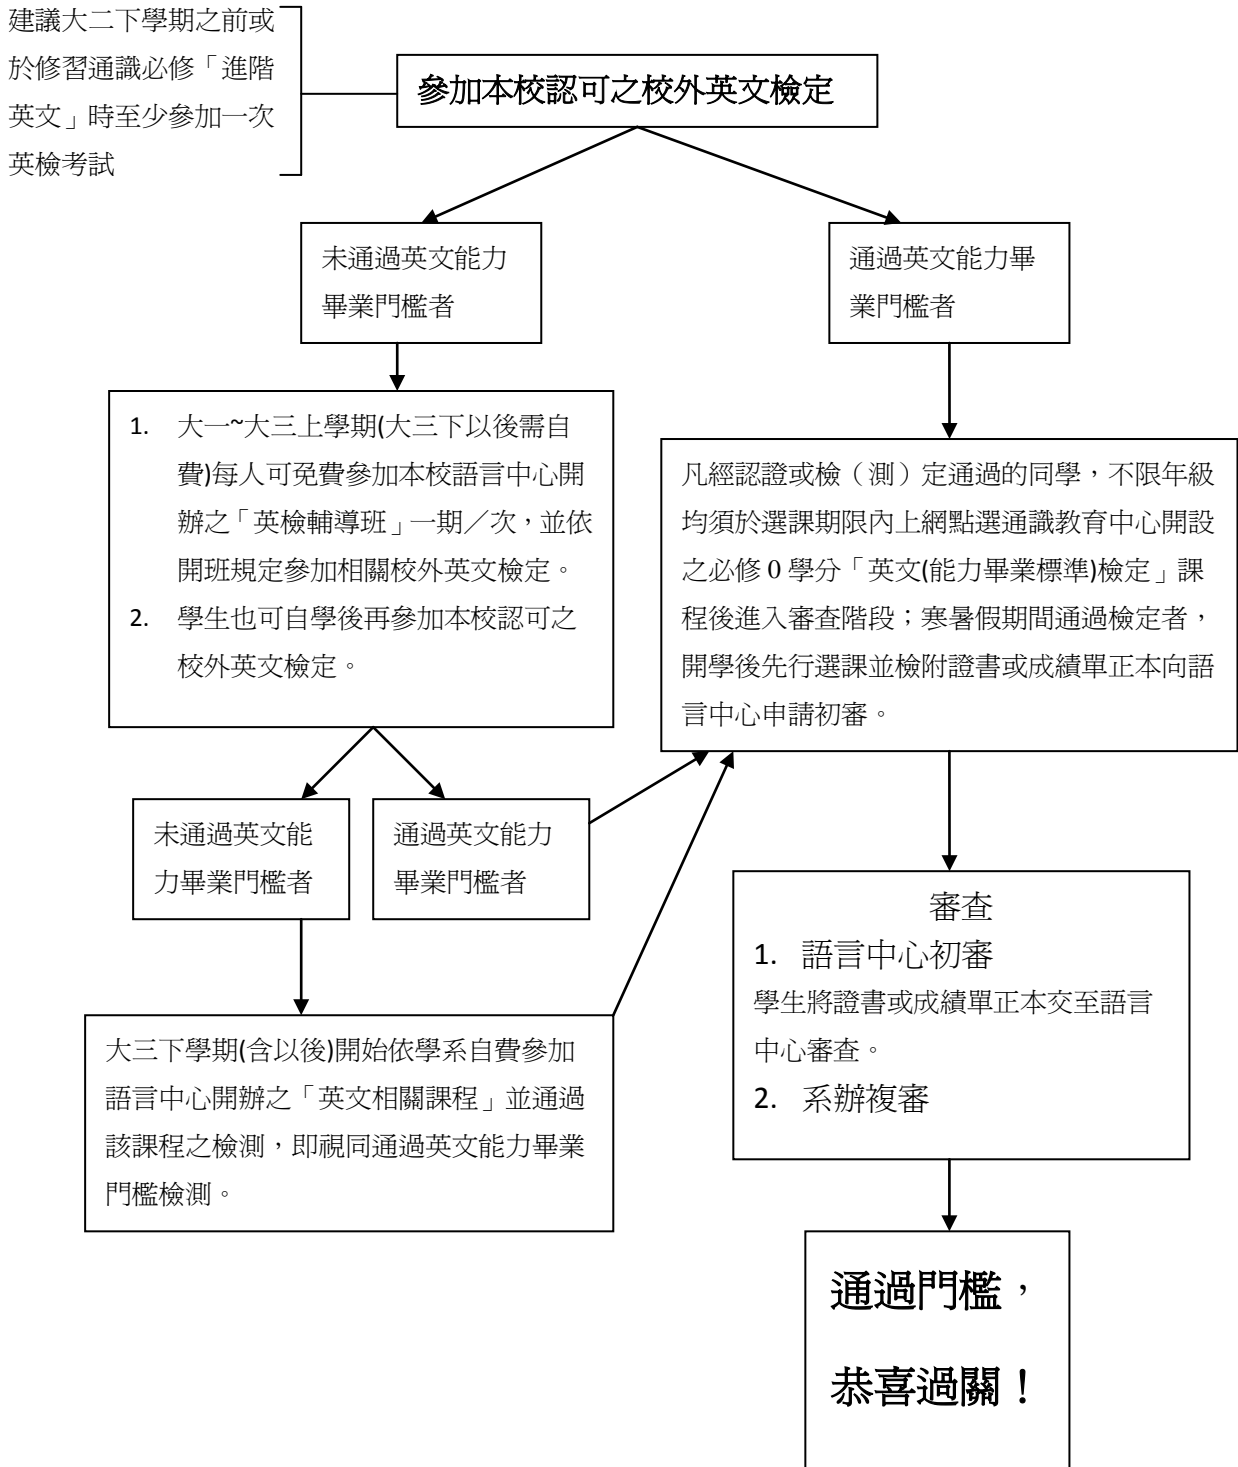 建議大二下學期之前或
於修習通識必修「進階
英文」時至少參加一次
英檢考試
參加本校認可之校外英文檢定
未通過英文能力
畢業門檻者
通過英文能力畢
業門檻者
1. 大一~大三上學期(大三下以後需自
費)每人可免費參加本校語言中心開
辦之「英檢輔導班」一期／次，並依
開班規定參加相關校外英文檢定。
2. 學生也可自學後再參加本校認可之
校外英文檢定。
凡經認證或檢（測）定通過的同學，不限年級
均須於選課期限內上網點選通識教育中心開設
之必修 0 學分「英文(能力畢業標準)檢定」課
程後進入審查階段；寒暑假期間通過檢定者，
開學後先行選課並檢附證書或成績單正本向語
言中心申請初審。
未通過英文能
力畢業門檻者
通過英文能力
畢業門檻者
大三下學期(含以後)開始依學系自費參加
語言中心開辦之「英文相關課程」並通過
該課程之檢測，即視同通過英文能力畢業
門檻檢測。
審查
1. 語言中心初審
學生將證書或成績單正本交至語言
中心審查。
2. 系辦複審
通過門檻，
恭喜過關！